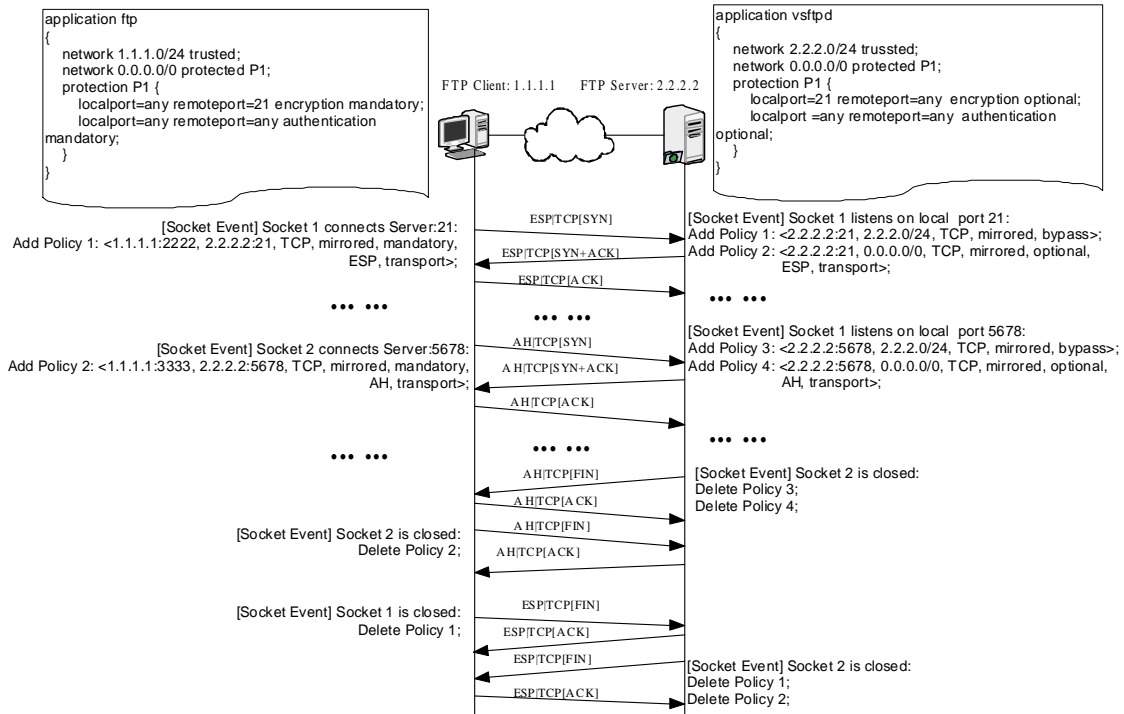 application ftp
{
network 1.1.1.0/24 trusted;
network 0.0.0.0/0 protected P1;
protection P1 {
localport=any remoteport=21 encryption mandatory;
localport=any remoteport=any authentication
mandatory;
}
}
application vsftpd
{
network 2.2.2.0/24 trussted;
network 0.0.0.0/0 protected P1;
protection P1 {
localport=21 remoteport=any encryption optional;
localport =any remoteport=any authentication
optional;
}
}
FTP Client: 1.1.1.1
FTP Server: 2.2.2.2
[Socket Event] Socket 1 connects Server:21:
Add Policy 1: <1.1.1.1:2222, 2.2.2.2:21, TCP, mirrored, mandatory,
ESP, transport>;
ESP|TCP[SYN]
ESP|TCP[SYN+ACK]
ESP|TCP[ACK]
[Socket Event] Socket 1 listens on local port 21:
Add Policy 1: <2.2.2.2:21, 2.2.2.0/24, TCP, mirrored, bypass>;
Add Policy 2: <2.2.2.2:21, 0.0.0.0/0, TCP, mirrored, optional,
ESP, transport>;
••• •••
••• •••
••• •••
[Socket Event] Socket 2 connects Server:5678:
Add Policy 2: <1.1.1.1:3333, 2.2.2.2:5678, TCP, mirrored, mandatory,
AH, transport>;
AH|TCP[SYN]
AH|TCP[SYN+ACK]
AH|TCP[ACK]
[Socket Event] Socket 1 listens on local port 5678:
Add Policy 3: <2.2.2.2:5678, 2.2.2.0/24, TCP, mirrored, bypass>;
Add Policy 4: <2.2.2.2:5678, 0.0.0.0/0, TCP, mirrored, optional,
AH, transport>;
••• •••
••• •••
••• •••
AH|TCP[FIN]
[Socket Event] Socket 2 is closed:
Delete Policy 3;
Delete Policy 4;
AH|TCP[ACK]
AH|TCP[FIN]
[Socket Event] Socket 2 is closed:
Delete Policy 2;
AH|TCP[ACK]
[Socket Event] Socket 1 is closed:
Delete Policy 1;
ESP|TCP[FIN]
ESP|TCP[ACK]
ESP|TCP[FIN]
[Socket Event] Socket 2 is closed:
Delete Policy 1;
Delete Policy 2;
ESP|TCP[ACK]